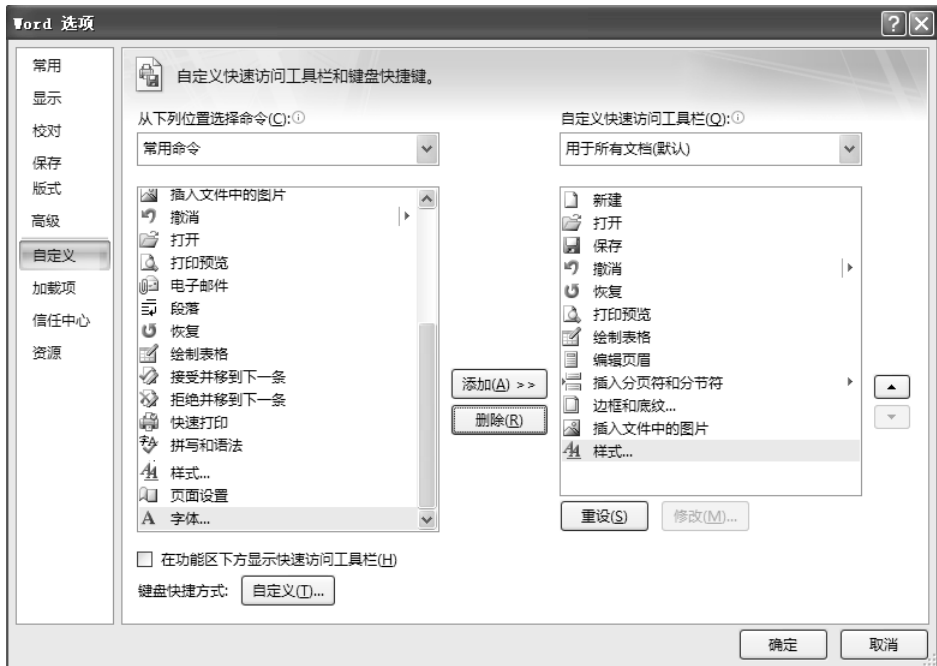 Word 选项
常用
显示
校对
保存
版式
高级
自定义
加载项
信任中心
资源
自定义快速访问工具栏和键盘快捷键。
从下列位置选择命令(C):
常用命令
插入文件中的图片
撤消
打开
打印预览
电子邮件
段落
恢复
绘制表格
接受并移到下一条
拒绝并移到下一条
快速打印
拼写和语法
样式...
页面设置
字体...
添加(A) >>
删除(R)
自定义快速访问工具栏(Q):
用于所有文档(默认)
新建
打开
保存
撤消
恢复
打印预览
绘制表格
编辑页眉
插入分页符和分节符
边框和底纹...
插入文件中的图片
样式...
重设(S)
修改(M)...
在功能区下方显示快速访问工具栏(H)
键盘快捷方式: 自定义(T)...
确定
取消